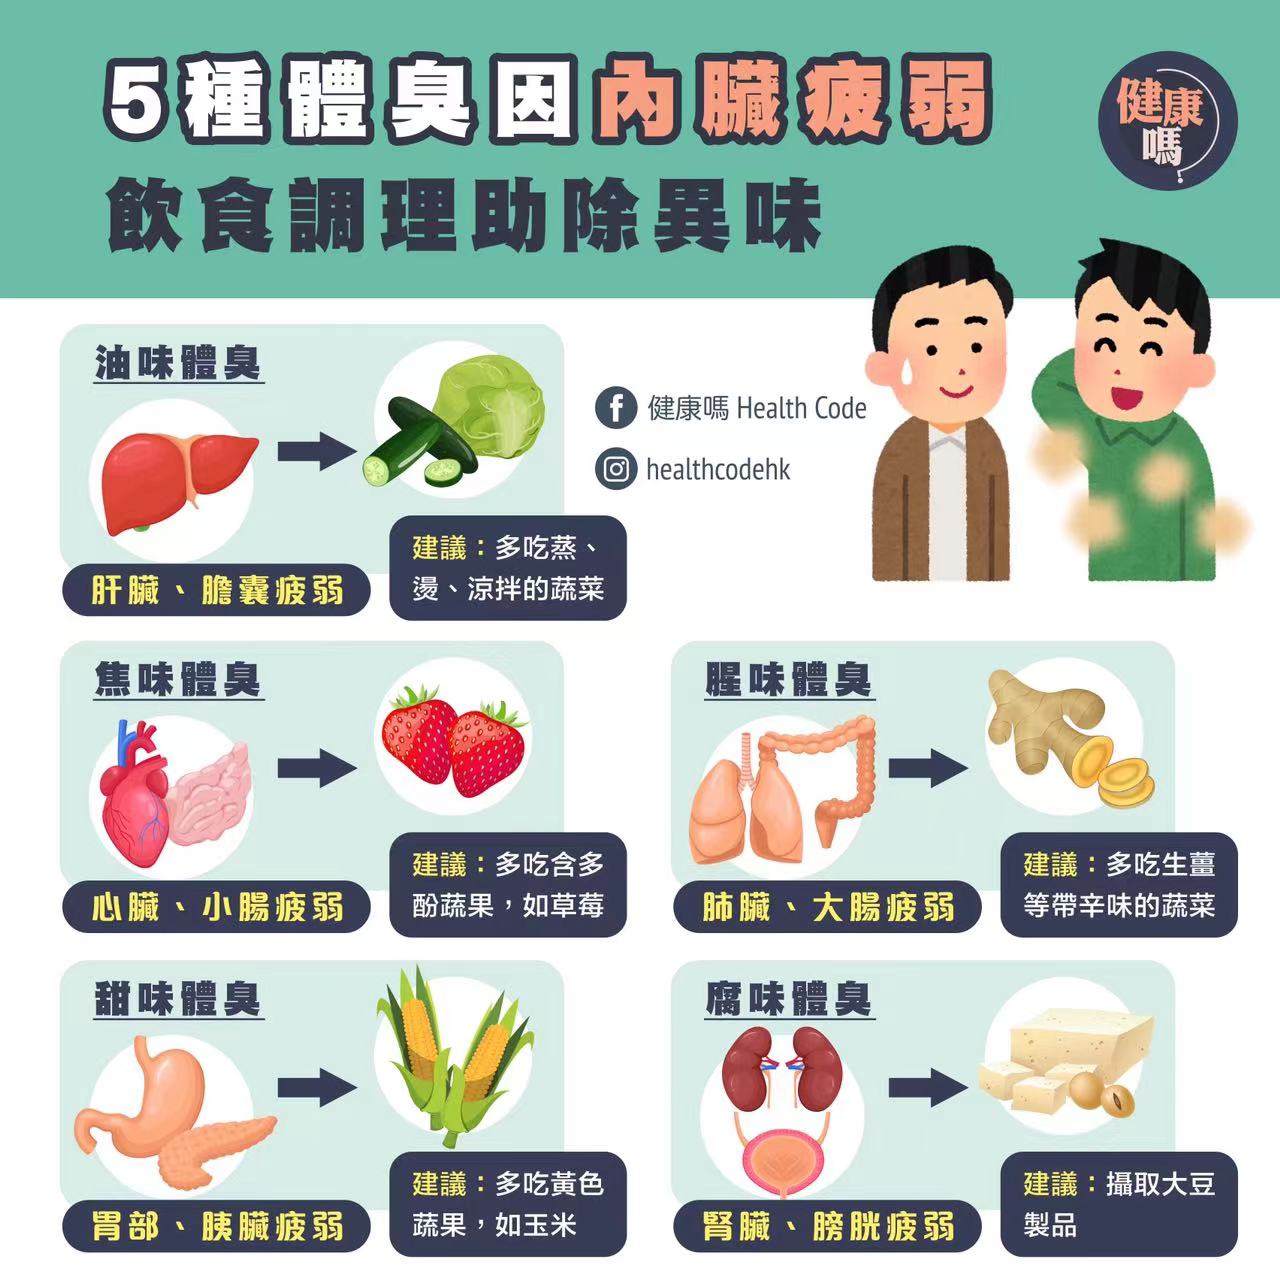 5種體臭因內臟疲弱
飲食調理助除異味
健康
嗎?
油味體臭
健康嗎 Health Code
healthcodehk
建議：多吃蒸、
燙、涼拌的蔬菜
肝臟、膽囊疲弱
焦味體臭
建議：多吃含多
酚蔬果，如草莓
心臟、小腸疲弱
腥味體臭
建議：多吃生薑
等帶辛味的蔬菜
肺臟、大腸疲弱
甜味體臭
建議：多吃黃色
蔬果，如玉米
胃部、胰臟疲弱
腐味體臭
建議：攝取大豆
製品
腎臟、膀胱疲弱